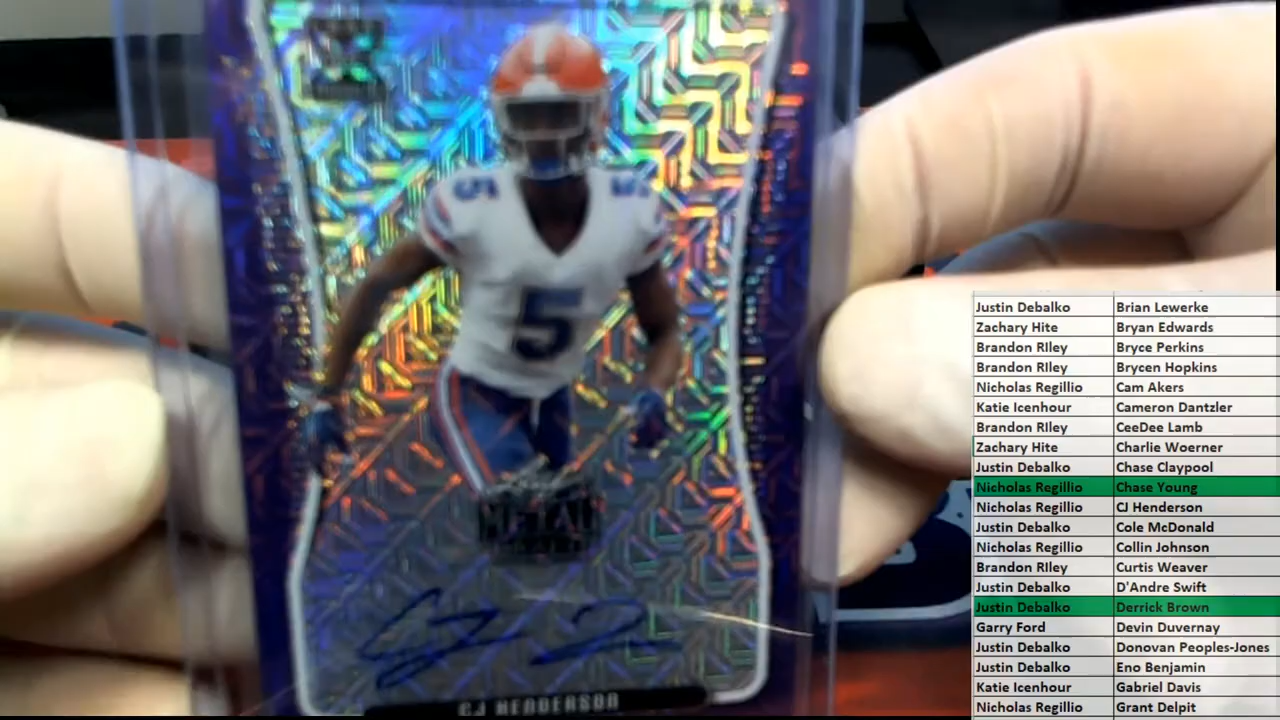 5 5
5
METAL
CJ HENDERSON
Justin Debalko Brian Lewerke
Zachary Hite Bryan Edwards
Brandon RIley Bryce Perkins
Brandon RIley Brycen Hopkins
Nicholas Regillio Cam Akers
Katie Icenhour Cameron Dantzler
Brandon RIley CeeDee Lamb
Zachary Hite Charlie Woerner
Justin Debalko Chase Claypool
Nicholas Regillio Chase Young
Nicholas Regillio CJ Henderson
Justin Debalko Cole McDonald
Nicholas Regillio Collin Johnson
Brandon RIley Curtis Weaver
Justin Debalko D'Andre Swift
Justin Debalko Derrick Brown
Garry Ford Devin Duvernay
Justin Debalko Donovan Peoples-Jones
Justin Debalko Eno Benjamin
Katie Icenhour Gabriel Davis
Nicholas Regillio Grant Delpit